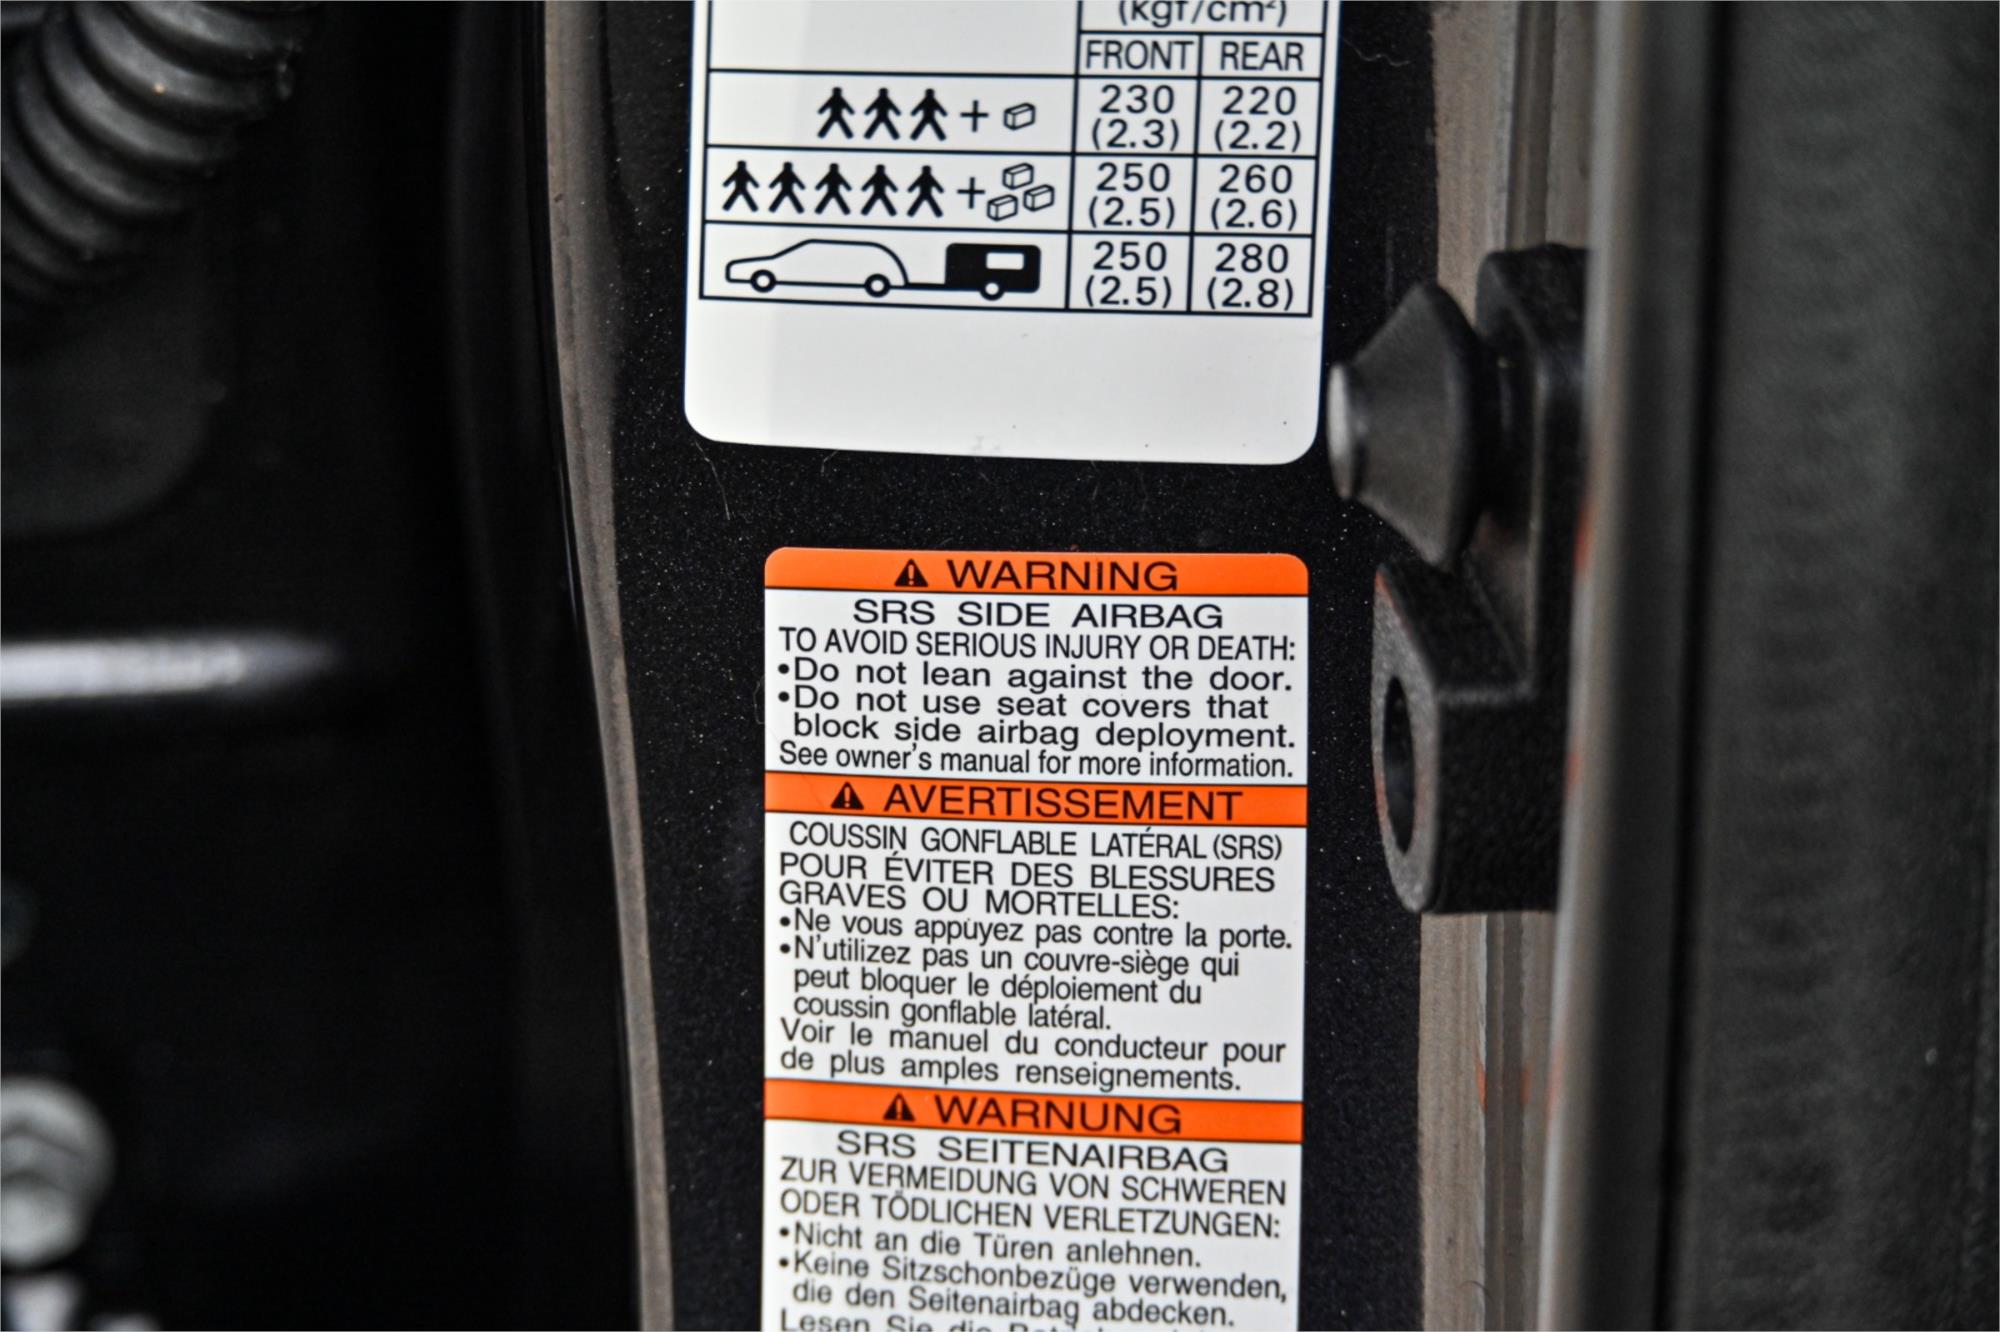 (kgf/cm²)
FRONT REAR
+ 230 220
(2.3) (2.2)
+ 250 260
(2.5) (2.6)
250 280
(2.5) (2.8)
WARNING
SRS SIDE AIRBAG
TO AVOID SERIOUS INJURY OR DEATH:
•Do not lean against the door.
•Do not use seat covers that
block side airbag deployment.
See owner's manual for more information.
AVERTISSEMENT
COUSSIN GONFLABLE LATÉRAL (SRS)
POUR ÉVITER DES BLESSURES
GRAVES OU MORTELLES:
•Ne vous appuyez pas contre la porte.
•N'utilizez pas un couvre-siège qui
peut bloquer le déploiement du
coussin gonflable latéral.
Voir le manuel du conducteur pour
de plus amples renseignements.
WARNUNG
SRS SEITENAIRBAG
ZUR VERMEIDUNG VON SCHWEREN
ODER TÖDLICHEN VERLETZUNGEN:
•Nicht an die Türen anlehnen.
•Keine Sitzschonbezüge verwenden,
die den Seitenairbag abdecken.
Lesen Sie die